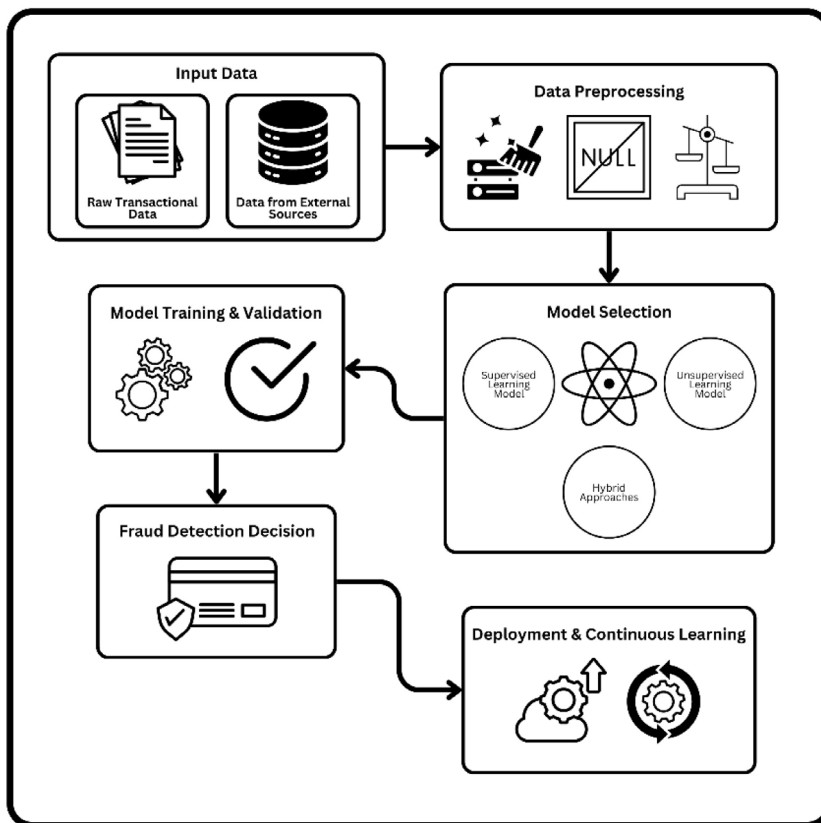 Input Data
Raw Transactional
Data
Data from External
Sources
Data Preprocessing
NULL
Model Selection
Supervised
Learning
Model
Unsupervised
Learning
Model
Hybrid
Approaches
Model Training & Validation
Fraud Detection Decision
Deployment & Continuous Learning